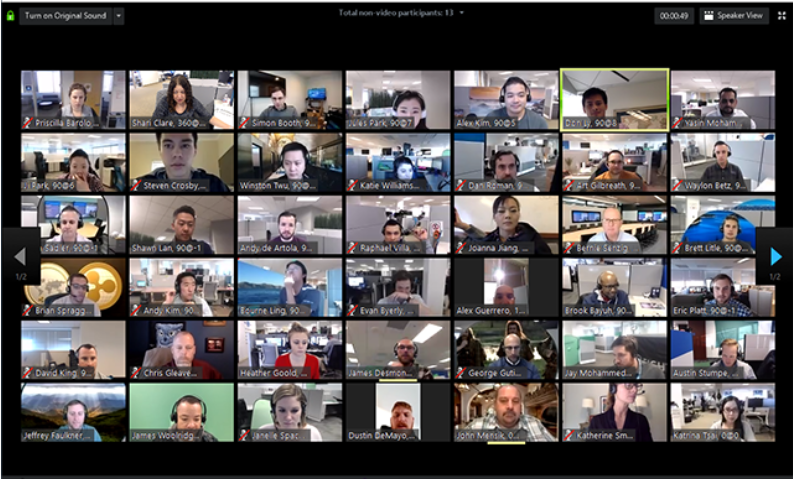 Turn on Original Sound
Total non-video participants: 13
00:00:49
Speaker View
Priscilla Barolo,...
Shari Clare, 360@...
Simon Booth, 9...
Jules Park, 90@7
Alex Kim, 90@5
Don Ly, 90@8
Yasin Moham...
Park, 90@6
Steven Crosby,...
Winston Twu, 90@...
Katie Williams...
Dan Roman, 9
Art Gilbreath, 9...
Waylon Betz, 9...
Sadler, 90@-1
Shawn Lan, 90@-1
Andy de Artola, 9...
Raphael Villa,
Joanna Jiang,
Bernie Senzig
Brett Litle, 90@...
1/2
1/2
Brian Spragg...
Andy Kim, 90
Bourne Ling, 90...
Evan Byerly,
Alex Guerrero, 1...
Brook Bayuh, 90...
Eric Platt, 90@-1
David King, 9...
Chris Gleave...
Heather Goold, ...
James Desmon...
George Guti...
Jay Mohammed...
Austin Stumpe, ...
Jeffrey Faulkner,...
James Woolridg...
Janelle Spac
Dustin DeMayo,...
John Mensik, 0...
Katherine Sm...
Katrina Tsai, 0@0